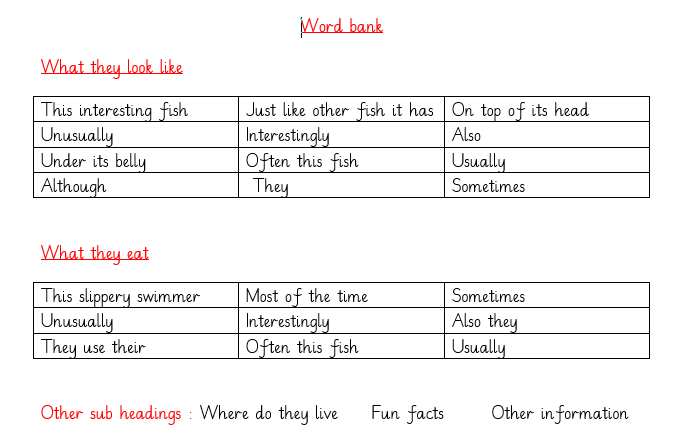 Word bank
What they look like
This interesting fish Just like other fish it has On top of its head
Unusually Interestingly Also
Under its belly Often this fish Usually
Although They Sometimes
What they eat
This slippery swimmer Most of the time Sometimes
Unusually Interestingly Also they
They use their Often this fish Usually
Other sub headings : Where do they live Fun facts Other information